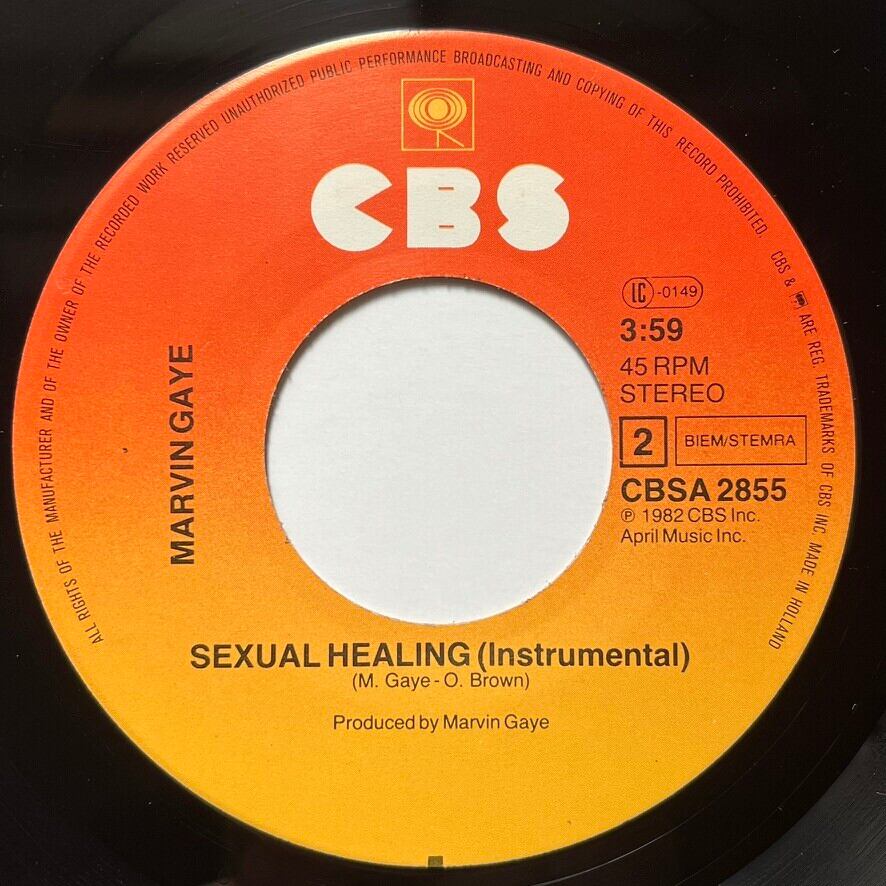 ALL RIGHTS OF THE MANUFACTURER AND OF THE OWNER OF THE RECORDED WORK RESERVED UNAUTHORIZED PUBLIC PERFORMANCE BROADCASTING AND COPYING OF THIS RECORD PROHIBITED. CBS & ARE REG. TRADEMARKS OF CBS INC. MADE IN HOLLAND
CBS
LC -0149
3:59
45 RPM
STEREO
2 BIEM/STEMRA
CBSA 2855
℗ 1982 CBS Inc.
April Music Inc.
MARVIN GAYE
SEXUAL HEALING (Instrumental)
(M. Gaye - O. Brown)
Produced by Marvin Gaye